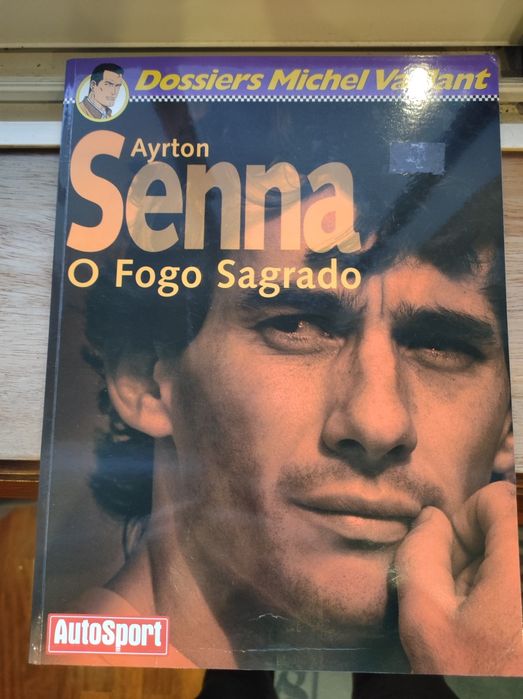 Dossiers Michel Vaillant
Ayrton
Senna
O Fogo Sagrado
AutoSport